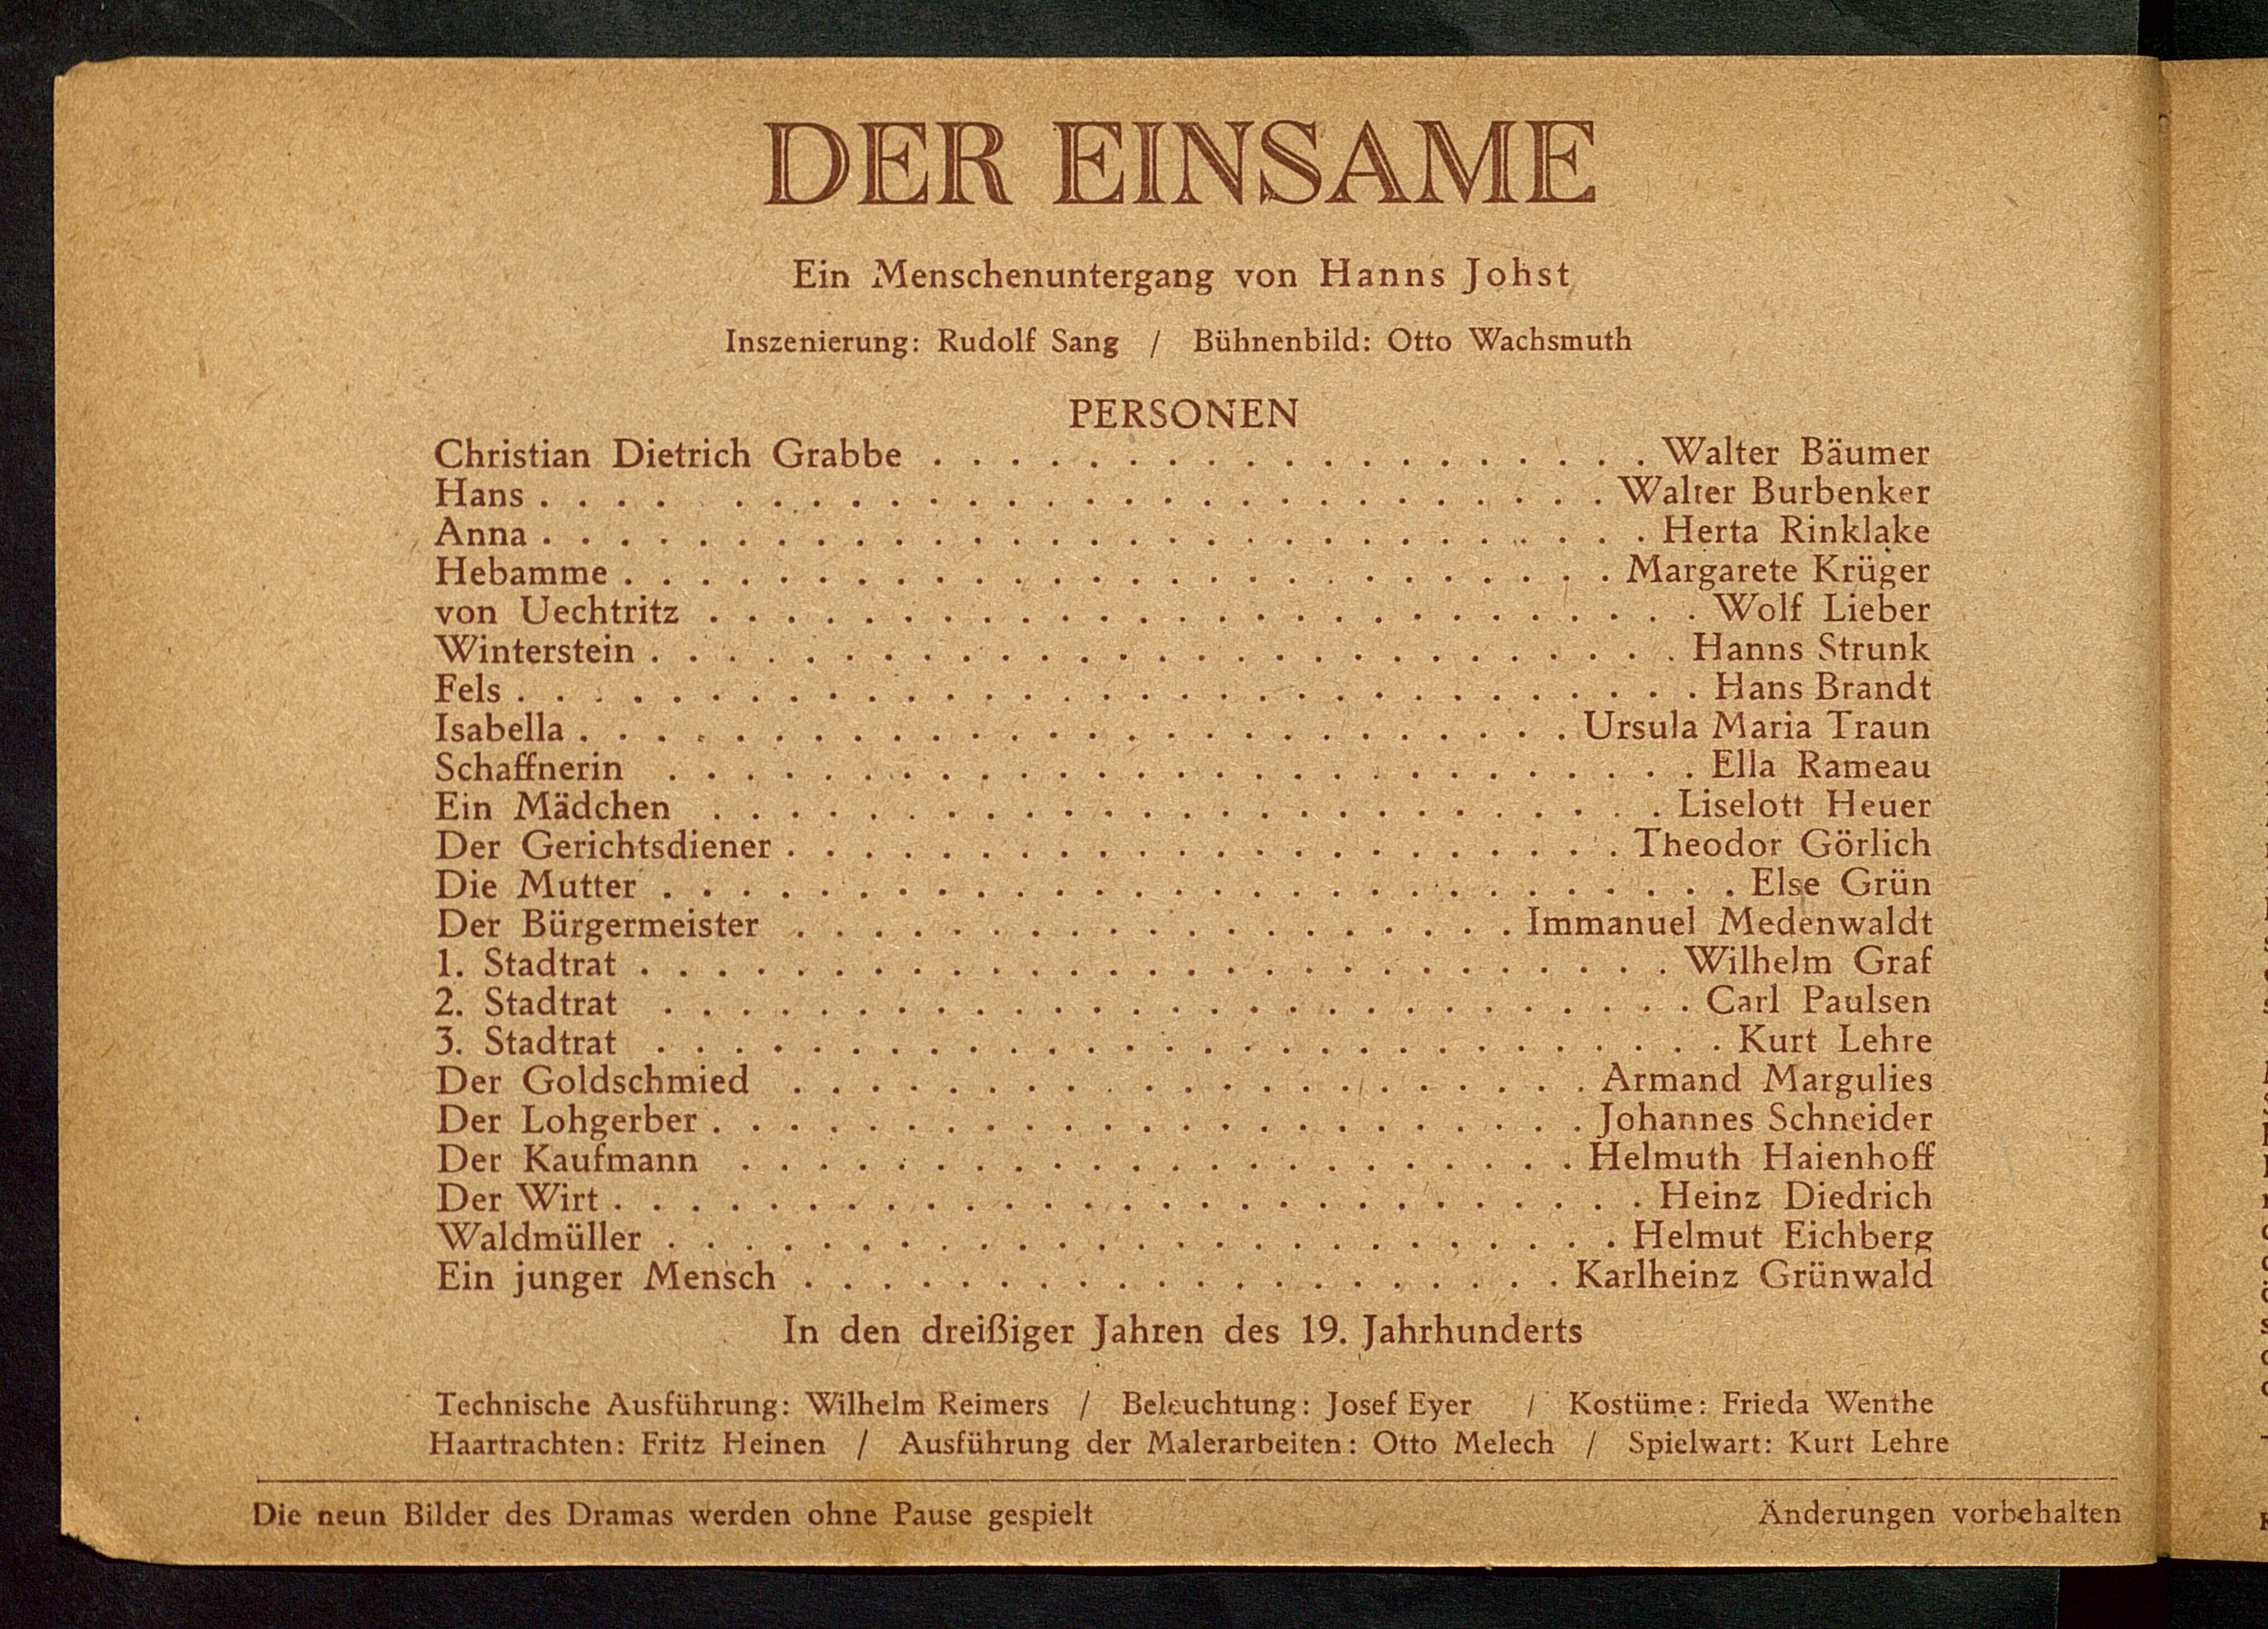 DER EINSAME
Ein Menschenuntergang von Hanns Johst
Inszenierung: Rudolf Sang / Bühnenbild: Otto Wachsmuth
PERSONEN
Christian Dietrich Grabbe . . . . . . . . . . . . . . . . . . . Walter Bäumer
Hans . . . . . . . . . . . . . . . . . . . . . . . . . . . Walter Burbenker
Anna . . . . . . . . . . . . . . . . . . . . . . . . . . . . . Herta Rinklake
Hebamme . . . . . . . . . . . . . . . . . . . . . . . . . . Margarete Krüger
von Uechtritz . . . . . . . . . . . . . . . . . . . . . . . . . . Wolf Lieber
Winterstein . . . . . . . . . . . . . . . . . . . . . . . . . . . Hanns Strunk
Fels . . . . . . . . . . . . . . . . . . . . . . . . . . . . . . . Hans Brandt
Isabella . . . . . . . . . . . . . . . . . . . . . . . . . . Ursula Maria Traun
Schaffnerin . . . . . . . . . . . . . . . . . . . . . . . . . . . Ella Rameau
Ein Mädchen . . . . . . . . . . . . . . . . . . . . . . . . . Liselott Heuer
Der Gerichtsdiener . . . . . . . . . . . . . . . . . . . . . . Theodor Görlich
Die Mutter . . . . . . . . . . . . . . . . . . . . . . . . . . . . Else Grün
Der Bürgermeister . . . . . . . . . . . . . . . . . . . Immanuel Medenwaldt
1. Stadtrat . . . . . . . . . . . . . . . . . . . . . . . . . . . Wilhelm Graf
2. Stadtrat . . . . . . . . . . . . . . . . . . . . . . . . . . . Carl Paulsen
3. Stadtrat . . . . . . . . . . . . . . . . . . . . . . . . . . . . Kurt Lehre
Der Goldschmied . . . . . . . . . . . . . . . . . . . . . Armand Margulies
Der Lohgerber . . . . . . . . . . . . . . . . . . . . . . . Johannes Schneider
Der Kaufmann . . . . . . . . . . . . . . . . . . . . . . Helmuth Haienhoff
Der Wirt . . . . . . . . . . . . . . . . . . . . . . . . . . . Heinz Diedrich
Waldmüller . . . . . . . . . . . . . . . . . . . . . . . . . Helmut Eichberg
Ein junger Mensch . . . . . . . . . . . . . . . . . . . . Karlheinz Grünwald
In den dreißiger Jahren des 19. Jahrhunderts
Technische Ausführung: Wilhelm Reimers / Beleuchtung: Josef Eyer / Kostüme: Frieda Wenthe
Haartrachten: Fritz Heinen / Ausführung der Malerarbeiten: Otto Melech / Spielwart: Kurt Lehre
Die neun Bilder des Dramas werden ohne Pause gespielt Änderungen vorbehalten